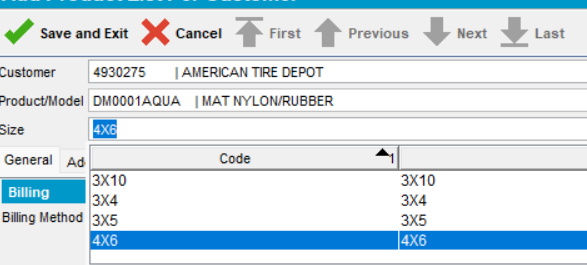 Save and Exit Cancel First Previous Next Last
Customer 4930275 | AMERICAN TIRE DEPOT
Product/Model DM0001AQUA | MAT NYLON/RUBBER
Size 4X6
General Ad Code 1
3X10 3X10
Billing 3X4 3X4
Billing Method 3X5 3X5
4X6 4X6